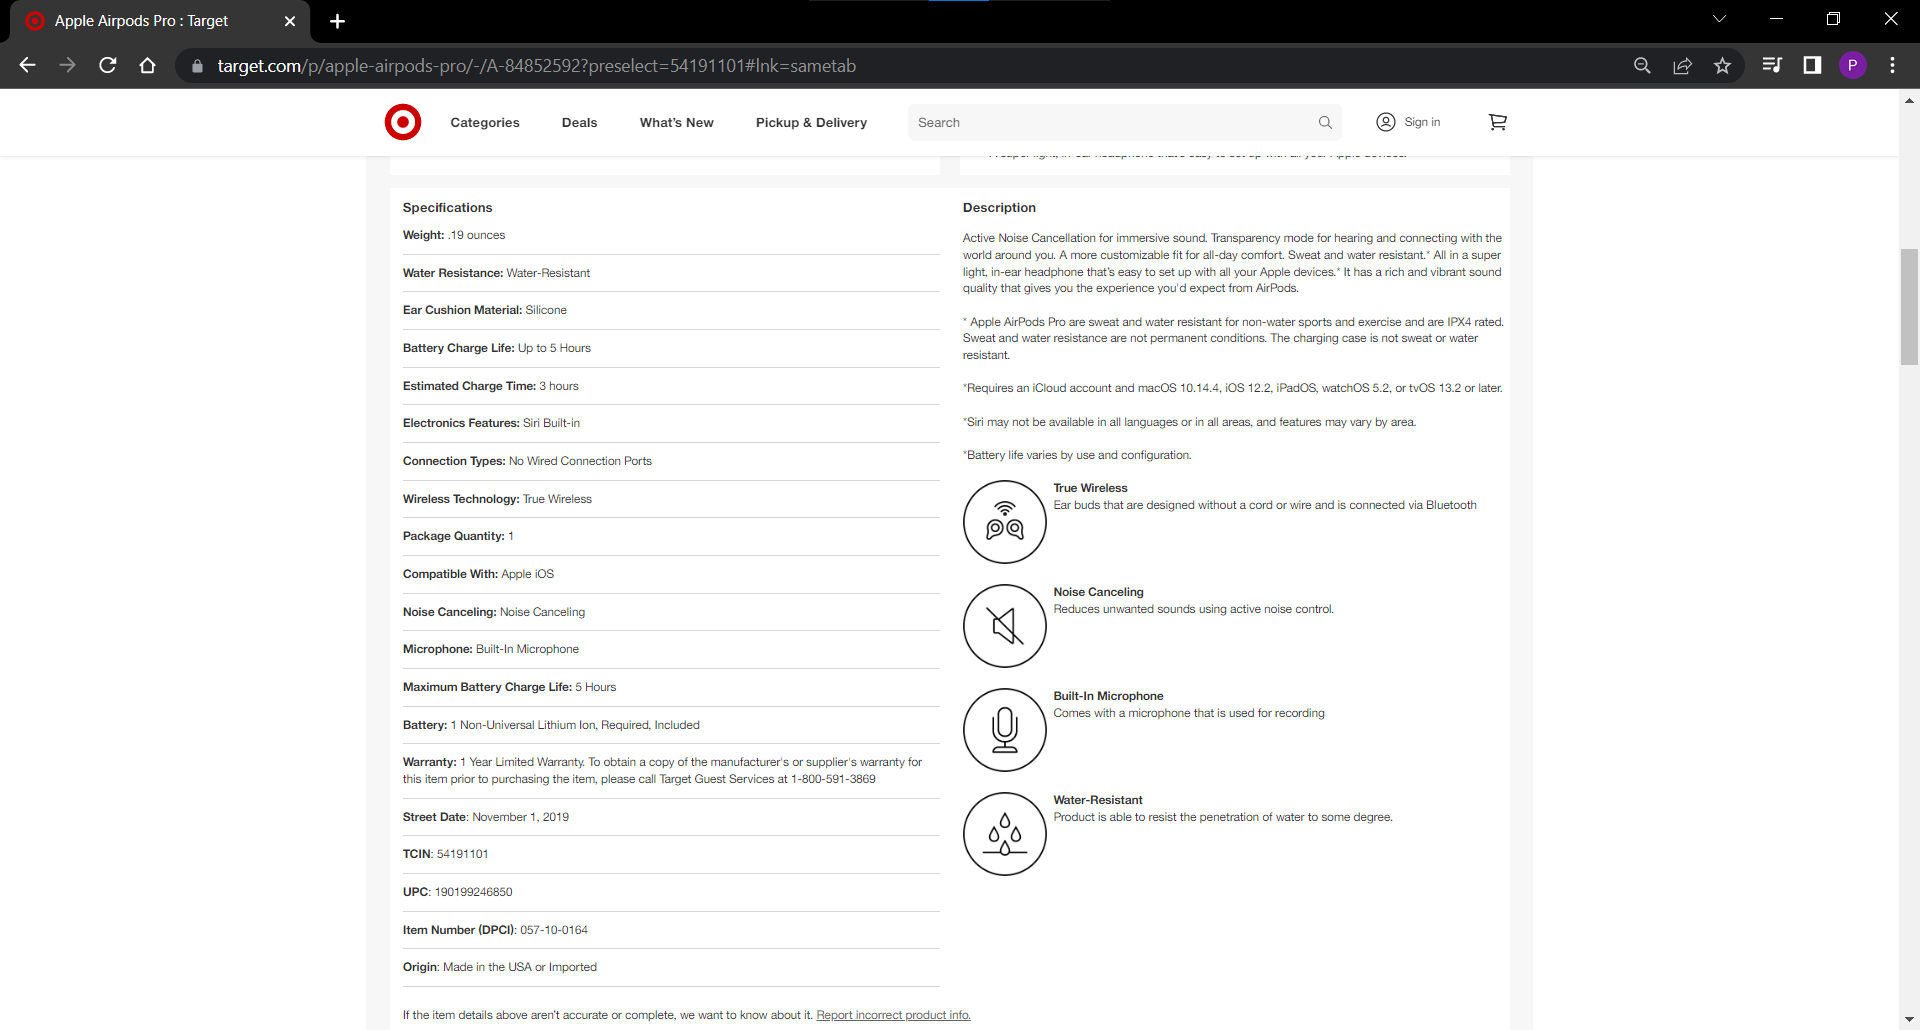 Apple Airpods Pro : Target
target.com/p/apple-airpods-pro/-/A-84852592?preselect=54191101#lnk=sametab
P
Categories
Deals
What's New
Pickup & Delivery
Search
Sign in
Specifications
Weight: .19 ounces
Water Resistance: Water-Resistant
Ear Cushion Material: Silicone
Battery Charge Life: Up to 5 Hours
Estimated Charge Time: 3 hours
Electronics Features: Siri Built-in
Connection Types: No Wired Connection Ports
Wireless Technology: True Wireless
Package Quantity: 1
Compatible With: Apple iOS
Noise Canceling: Noise Canceling
Microphone: Built-In Microphone
Maximum Battery Charge Life: 5 Hours
Battery: 1 Non-Universal Lithium Ion, Required, Included
Warranty: 1 Year Limited Warranty. To obtain a copy of the manufacturer's or supplier's warranty for
this item prior to purchasing the item, please call Target Guest Services at 1-800-591-3869
Street Date: November 1, 2019
TCIN: 54191101
UPC: 190199246850
Item Number (DPCI): 057-10-0164
Origin: Made in the USA or Imported
If the item details above aren't accurate or complete, we want to know about it. Report incorrect product info.
Description
Active Noise Cancellation for immersive sound. Transparency mode for hearing and connecting with the
world around you. A more customizable fit for all-day comfort. Sweat and water resistant.* All in a super
light, in-ear headphone that's easy to set up with all your Apple devices.* It has a rich and vibrant sound
quality that gives you the experience you'd expect from AirPods.
* Apple AirPods Pro are sweat and water resistant for non-water sports and exercise and are IPX4 rated.
Sweat and water resistance are not permanent conditions. The charging case is not sweat or water
resistant.
*Requires an iCloud account and macOS 10.14.4, iOS 12.2, iPadOS, watchOS 5.2, or tvOS 13.2 or later.
*Siri may not be available in all languages or in all areas, and features may vary by area.
*Battery life varies by use and configuration.
True Wireless
Ear buds that are designed without a cord or wire and is connected via Bluetooth
Noise Canceling
Reduces unwanted sounds using active noise control.
Built-In Microphone
Comes with a microphone that is used for recording
Water-Resistant
Product is able to resist the penetration of water to some degree.